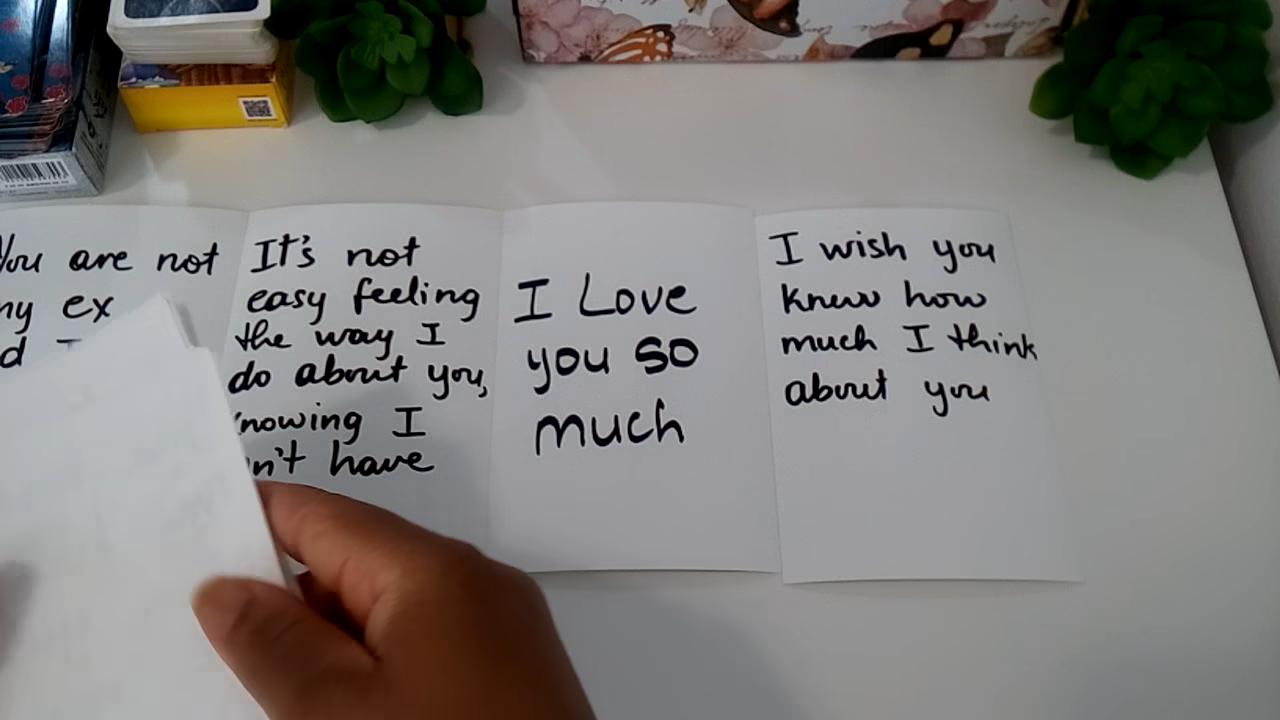 You are not
my ex
It's not
easy feeling
the way I
do about you,
knowing I
have
I Love
you so
much
I wish you
knew how
much I think
about you